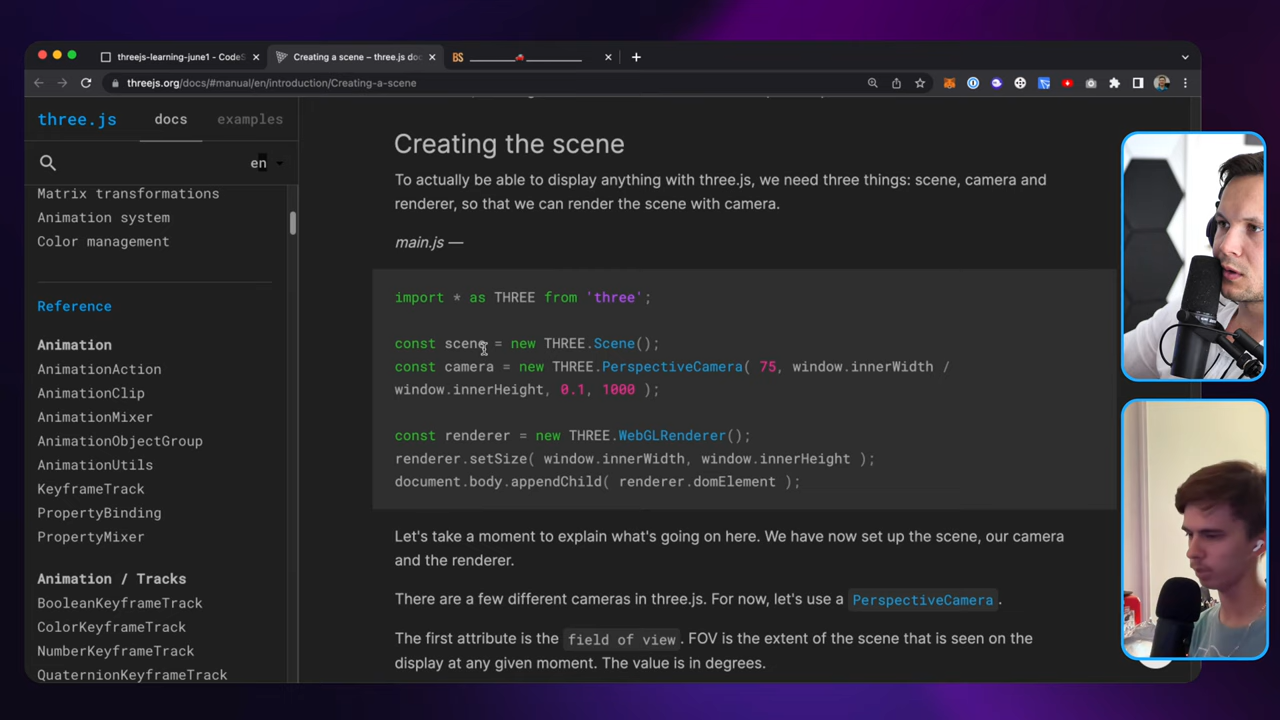 threejs-learning-june1 - CodeS
Creating a scene – three.js doc
BS
threejs.org/docs/#manual/en/introduction/Creating-a-scene
three.js docs examples
en
Matrix transformations
Animation system
Color management
Reference
Animation
AnimationAction
AnimationClip
AnimationMixer
AnimationObjectGroup
AnimationUtils
KeyframeTrack
PropertyBinding
PropertyMixer
Animation / Tracks
BooleanKeyframeTrack
ColorKeyframeTrack
NumberKeyframeTrack
QuaternionKeyframeTrack
Creating the scene
To actually be able to display anything with three.js, we need three things: scene, camera and
renderer, so that we can render the scene with camera.
main.js —
import * as THREE from 'three';
const scene = new THREE.Scene();
const camera = new THREE.PerspectiveCamera( 75, window.innerWidth /
window.innerHeight, 0.1, 1000 );
const renderer = new THREE.WebGLRenderer();
renderer.setSize( window.innerWidth, window.innerHeight );
document.body.appendChild( renderer.domElement );
Let's take a moment to explain what's going on here. We have now set up the scene, our camera
and the renderer.
There are a few different cameras in three.js. For now, let's use a PerspectiveCamera.
The first attribute is the field of view. FOV is the extent of the scene that is seen on the
display at any given moment. The value is in degrees.